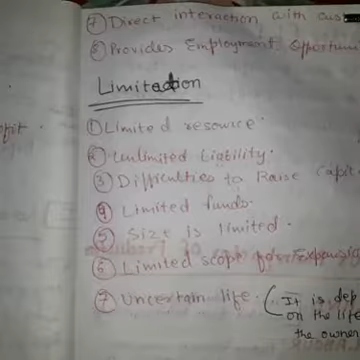 ⑦ Direct interaction with cus
⑧ Provides Employment Opportun
Limitation
① Limited resource.
② Unlimited Liability.
③ Difficulties to Raise Capit
④ Limited funds.
⑤ Size is limited.
⑥ Limited scope for Expansio
⑦ Uncertain life. (It is dep
on the life
the owner